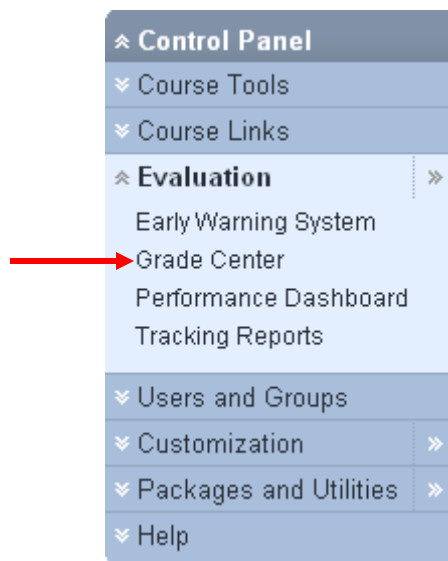 Control Panel
Course Tools
Course Links
Evaluation
Early Warning System
Grade Center
Performance Dashboard
Tracking Reports
Users and Groups
Customization
Packages and Utilities
Help